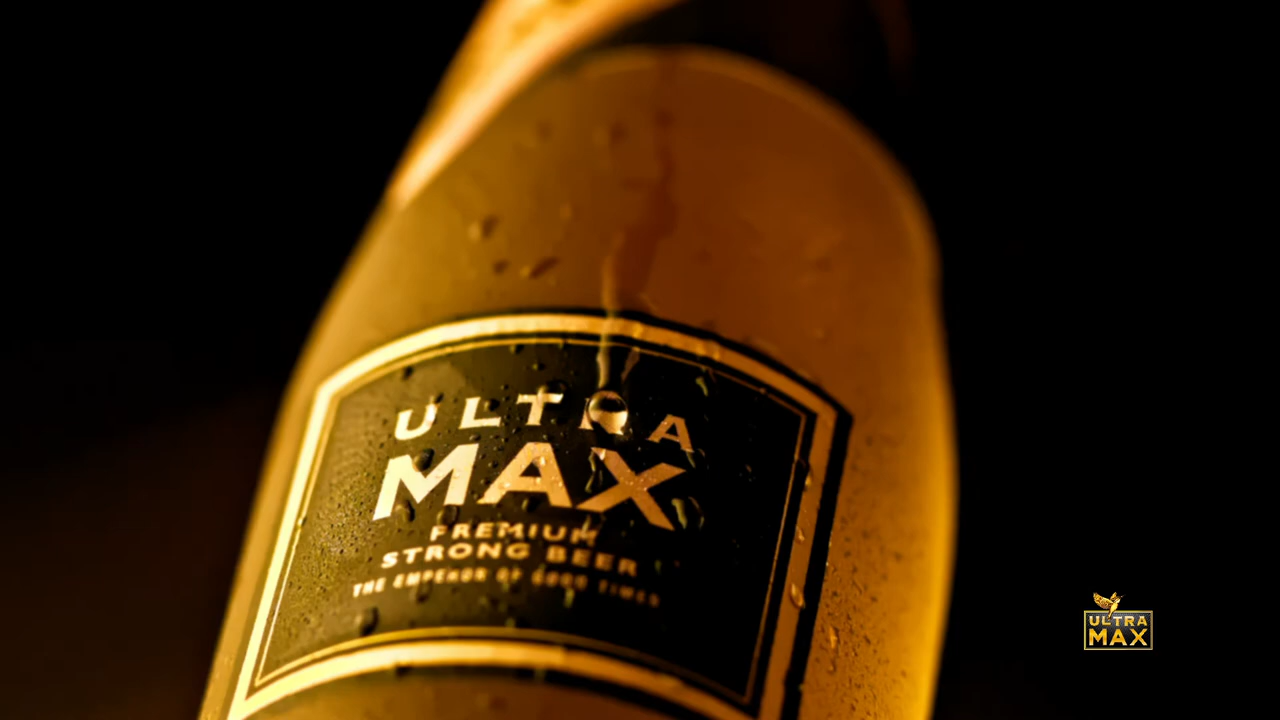 ULTRA
MAX
PREMIUM
STRONG BEER
THE EMPEROR OF GOOD TIMES
ULTRA
MAX